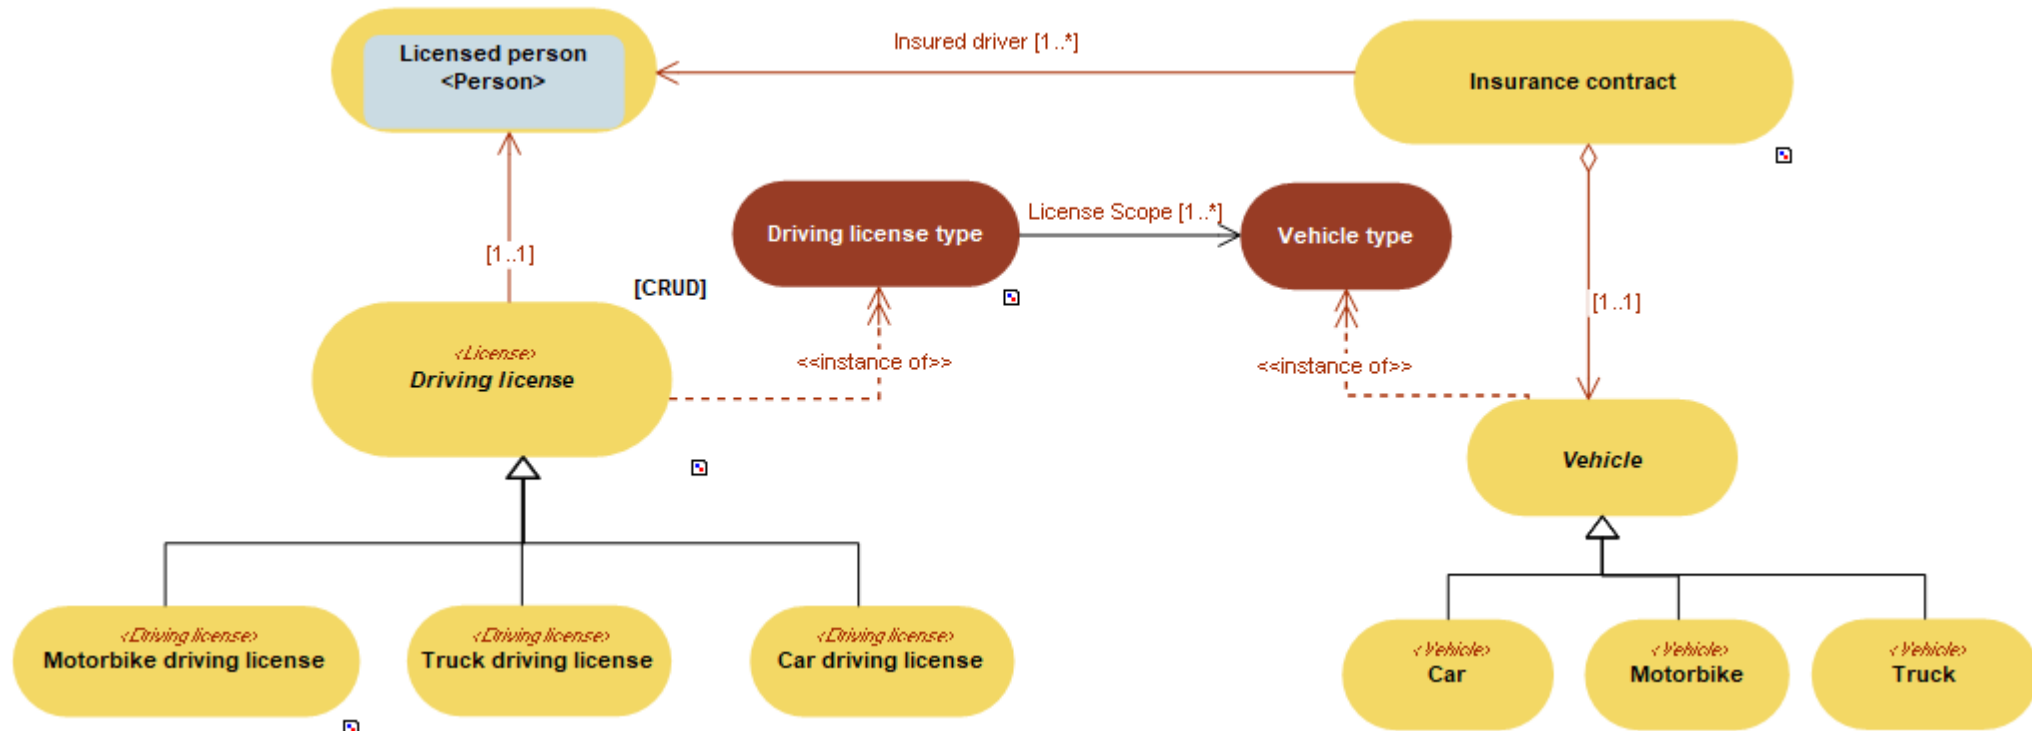 Licensed person
<Person>
Insured driver [1..*]
Insurance contract
Driving license type
License Scope [1..*]
Vehicle type
[1..1]
[CRUD]
[1..1]
<License>
Driving license
<<instance of>>
<<instance of>>
Vehicle
<Driving license>
Motorbike driving license
<Driving license>
Truck driving license
<Driving license>
Car driving license
<Vehicle>
Car
<Vehicle>
Motorbike
<Vehicle>
Truck